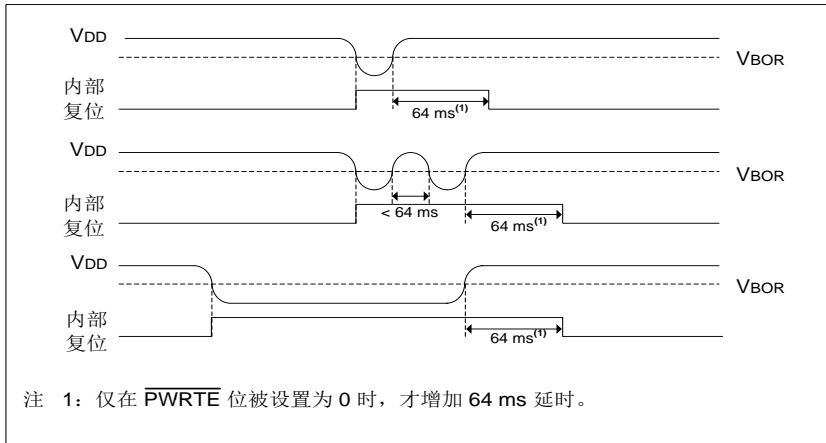 VDD
VBOR
内部
复位
64 ms(1)
VDD
VBOR
内部
复位
< 64 ms
64 ms(1)
VDD
VBOR
内部
复位
64 ms(1)
注 1：仅在 PWRTE 位被设置为 0 时，才增加 64 ms 延时。